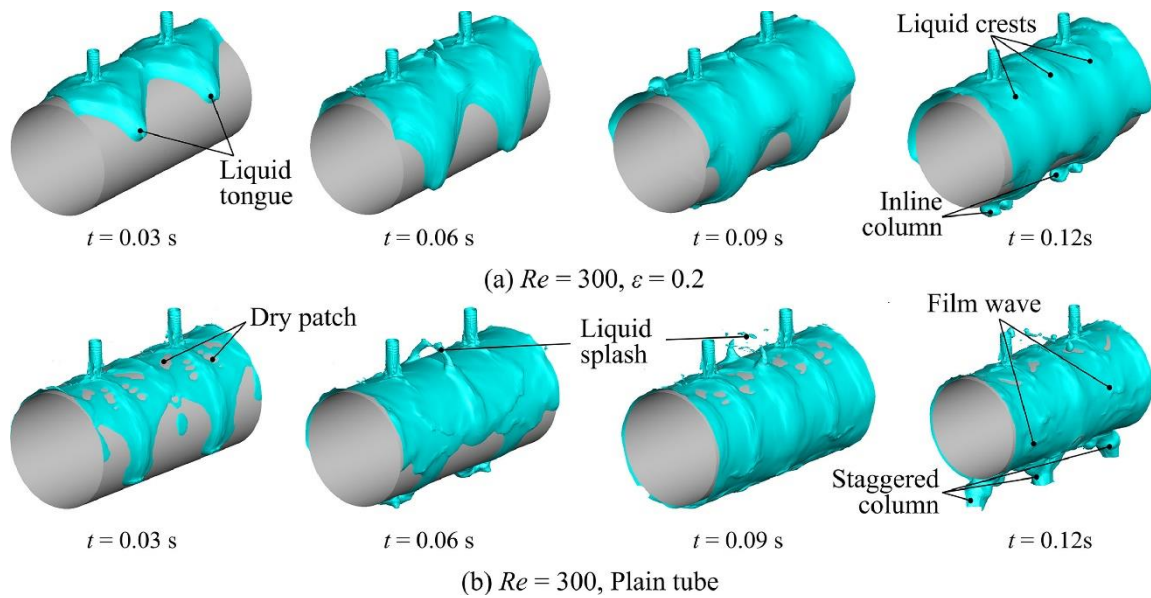 Liquid crests
Liquid
tongue
Inline
column
t = 0.03 s
t = 0.06 s
t = 0.09 s
t = 0.12s
(a) Re = 300, ε = 0.2
Dry patch
Liquid
splash
Film wave
Staggered
column
t = 0.03 s
t = 0.06 s
t = 0.09 s
t = 0.12s
(b) Re = 300, Plain tube